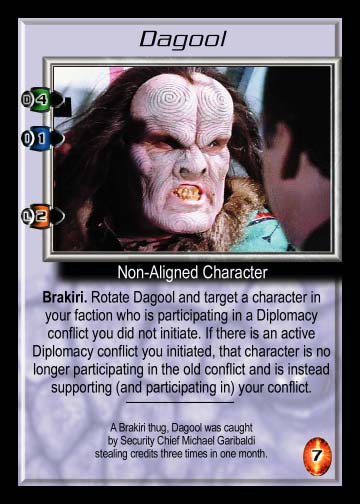 Dagool
D 4
I 1
L 2
Non-Aligned Character
Brakiri. Rotate Dagool and target a character in
your faction who is participating in a Diplomacy
conflict you did not initiate. If there is an active
Diplomacy conflict you initiated, that character is no
longer participating in the old conflict and is instead
supporting (and participating in) your conflict.
A Brakiri thug, Dagool was caught
by Security Chief Michael Garibaldi
stealing credits three times in one month.
7